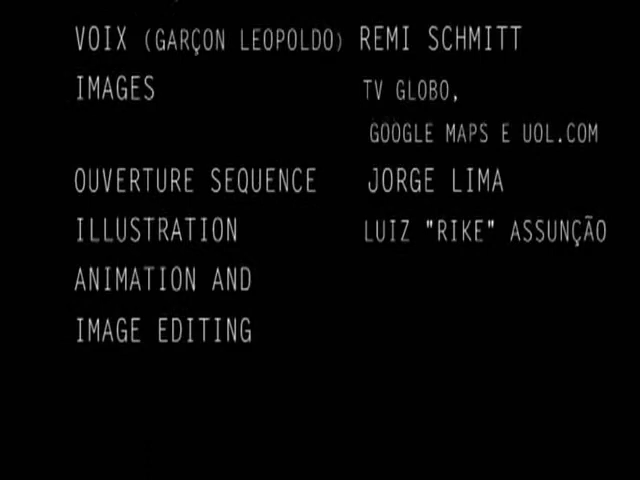 VOIX (GARÇON LEOPOLDO) REMI SCHMITT
IMAGES TV GLOBO,
GOOGLE MAPS E UOL.COM
OUVERTURE SEQUENCE JORGE LIMA
ILLUSTRATION LUIZ "RIKE" ASSUNÇÃO
ANIMATION AND
IMAGE EDITING